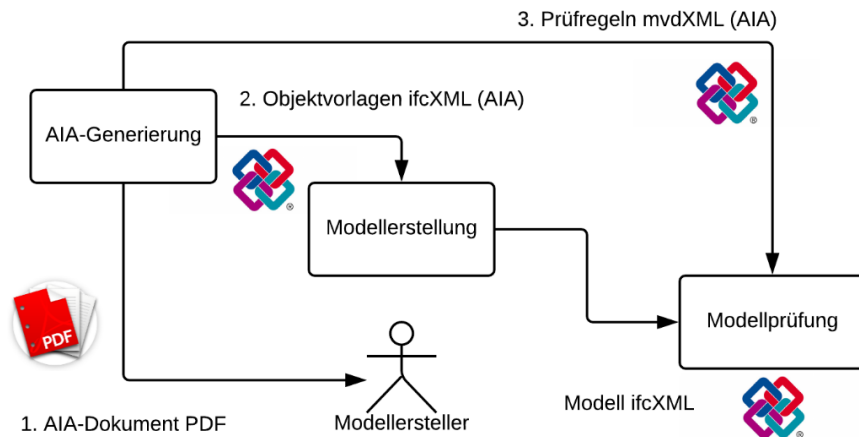 3. Prüfregeln mvdXML (AIA)
2. Objektvorlagen ifcXML (AIA)
AIA-Generierung
®
®
Modellerstellung
Modellprüfung
PDF
Modell ifcXML
1. AIA-Dokument PDF
Modellersteller
®